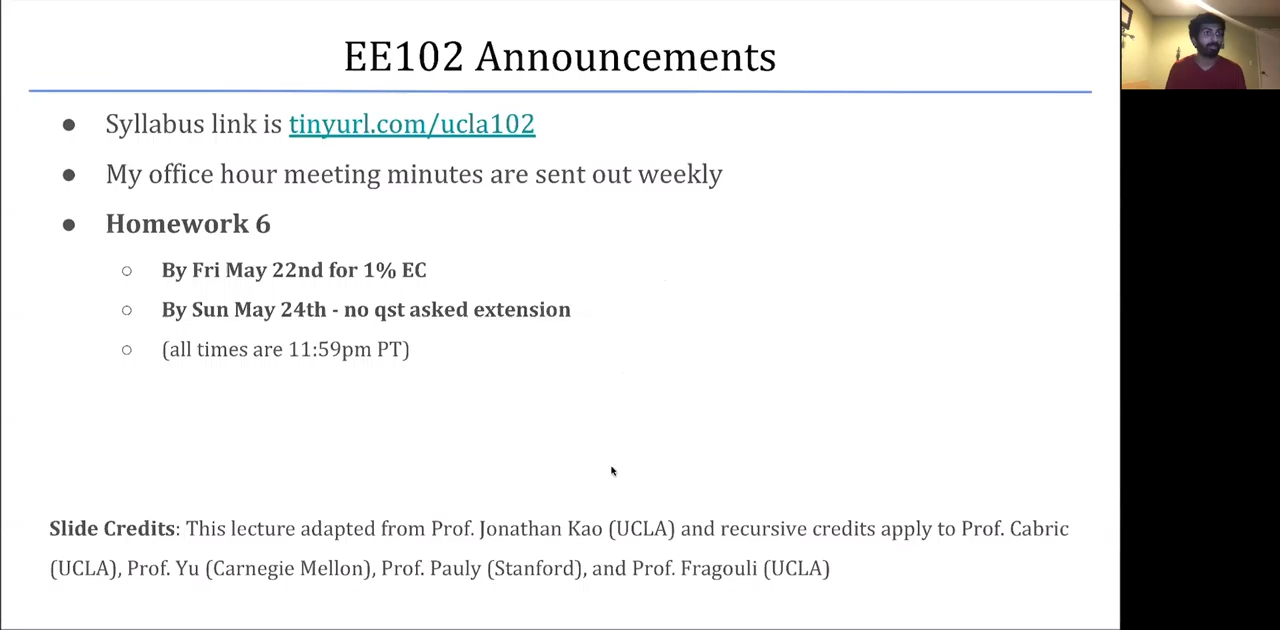 EE102 Announcements
● Syllabus link is tinyurl.com/ucla102
● My office hour meeting minutes are sent out weekly
● Homework 6
○ By Fri May 22nd for 1% EC
○ By Sun May 24th - no qst asked extension
○ (all times are 11:59pm PT)
Slide Credits: This lecture adapted from Prof. Jonathan Kao (UCLA) and recursive credits apply to Prof. Cabric
(UCLA), Prof. Yu (Carnegie Mellon), Prof. Pauly (Stanford), and Prof. Fragouli (UCLA)